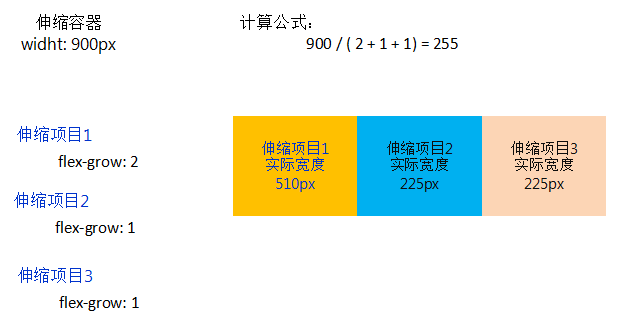 伸缩容器
widht: 900px
计算公式：
900 / ( 2 + 1 + 1) = 255
伸缩项目1
flex-grow: 2
伸缩项目2
flex-grow: 1
伸缩项目3
flex-grow: 1
伸缩项目1
实际宽度
510px
伸缩项目2
实际宽度
225px
伸缩项目3
实际宽度
225px